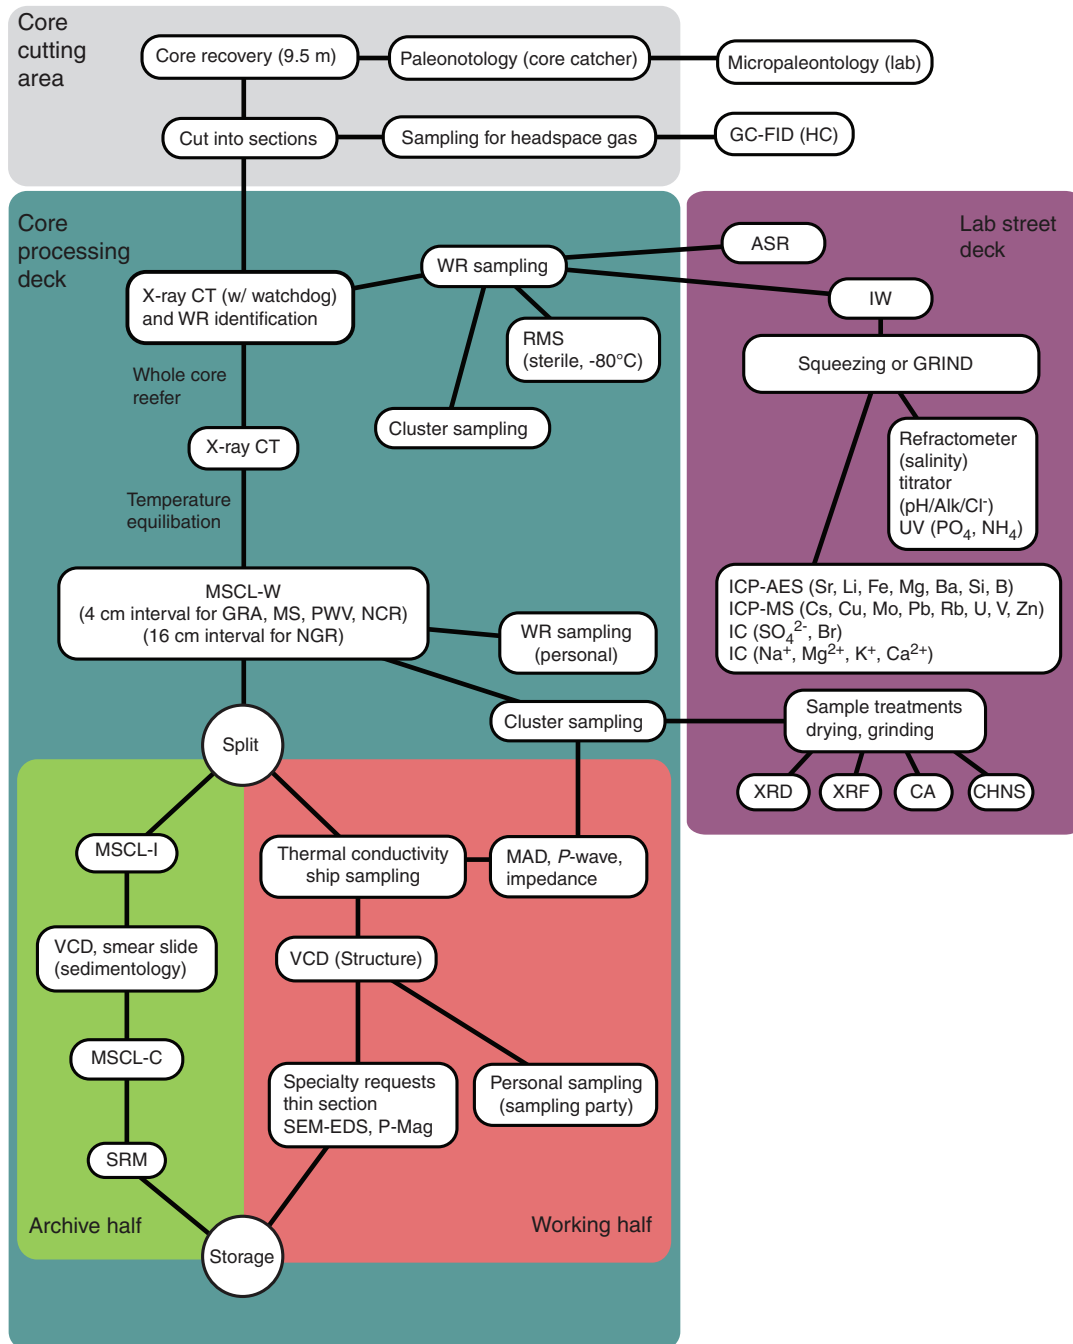 Core
cutting
area
Core recovery (9.5 m)
Paleonotology (core catcher)
Micropaleontology (lab)
Cut into sections
Sampling for headspace gas
GC-FID (HC)
Core
processing
deck
Lab street
deck
WR sampling
ASR
X-ray CT (w/ watchdog)
and WR identification
IW
RMS
(sterile, -80°C)
Squeezing or GRIND
Whole core
reefer
Cluster sampling
X-ray CT
Refractometer
(salinity)
titrator
(pH/Alk/Cl⁻)
UV (PO₄, NH₄)
Temperature
equilibation
MSCL-W
(4 cm interval for GRA, MS, PWV, NCR)
(16 cm interval for NGR)
WR sampling
(personal)
ICP-AES (Sr, Li, Fe, Mg, Ba, Si, B)
ICP-MS (Cs, Cu, Mo, Pb, Rb, U, V, Zn)
IC (SO₄²⁻, Br)
IC (Na⁺, Mg²⁺, K⁺, Ca²⁺)
Split
Cluster sampling
Sample treatments
drying, grinding
XRD
XRF
CA
CHNS
MSCL-I
Thermal conductivity
ship sampling
MAD, P-wave,
impedance
VCD, smear slide
(sedimentology)
VCD (Structure)
MSCL-C
Specialty requests
thin section
SEM-EDS, P-Mag
Personal sampling
(sampling party)
SRM
Archive half
Working half
Storage